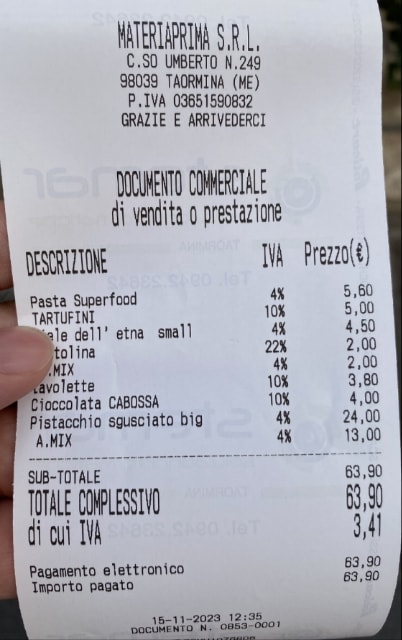 MATERIAPRIMA S.R.L.
C.SO UMBERTO N.249
98039 TAORMINA (ME)
P.IVA 03651590832
GRAZIE E ARRIVEDERCI
DOCUMENTO COMMERCIALE
di vendita o prestazione
DESCRIZIONE IVA Prezzo(€)
Pasta Superfood 4% 5,60
TARTUFINI 10% 5,00
iele dell' etna small 4% 4,50
tolina 22% 2,00
.MIX 4% 2,00
avolette 10% 3,80
Cioccolata CABOSSA 10% 4,00
Pistacchio sgusciato big 4% 24,00
A.MIX 4% 13,00
SUB-TOTALE 63,90
TOTALE COMPLESSIVO 63,90
di cui IVA 3,41
Pagamento elettronico 63,90
Importo pagato 63,90
15-11-2023 12:35
DOCUMENTO N. 0853-0001